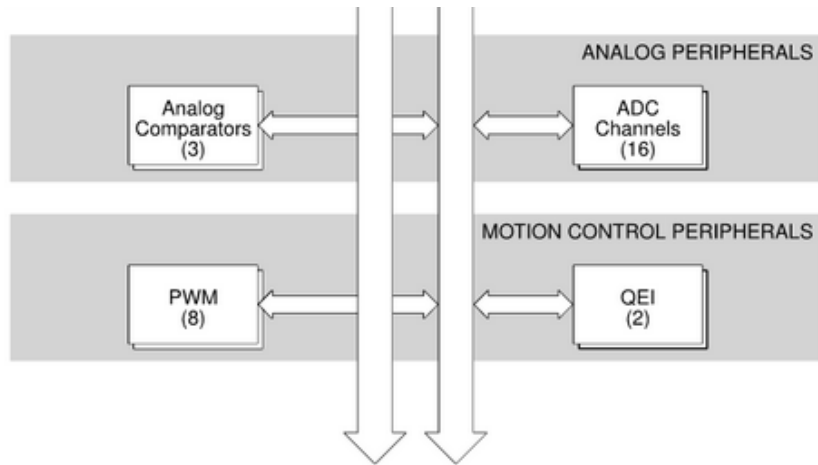 ANALOG PERIPHERALS
Analog
Comparators
(3)
ADC
Channels
(16)
MOTION CONTROL PERIPHERALS
PWM
(8)
QEI
(2)